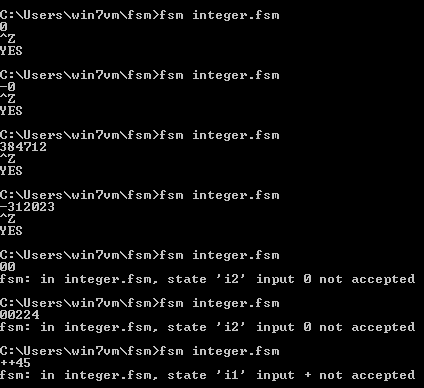 C:\Users\win7vm\fsm>fsm integer.fsm
0
^Z
YES
C:\Users\win7vm\fsm>fsm integer.fsm
-0
^Z
YES
C:\Users\win7vm\fsm>fsm integer.fsm
384712
^Z
YES
C:\Users\win7vm\fsm>fsm integer.fsm
-312023
^Z
YES
C:\Users\win7vm\fsm>fsm integer.fsm
00
fsm: in integer.fsm, state 'i2' input 0 not accepted
C:\Users\win7vm\fsm>fsm integer.fsm
00224
fsm: in integer.fsm, state 'i2' input 0 not accepted
C:\Users\win7vm\fsm>fsm integer.fsm
++45
fsm: in integer.fsm, state 'i1' input + not accepted